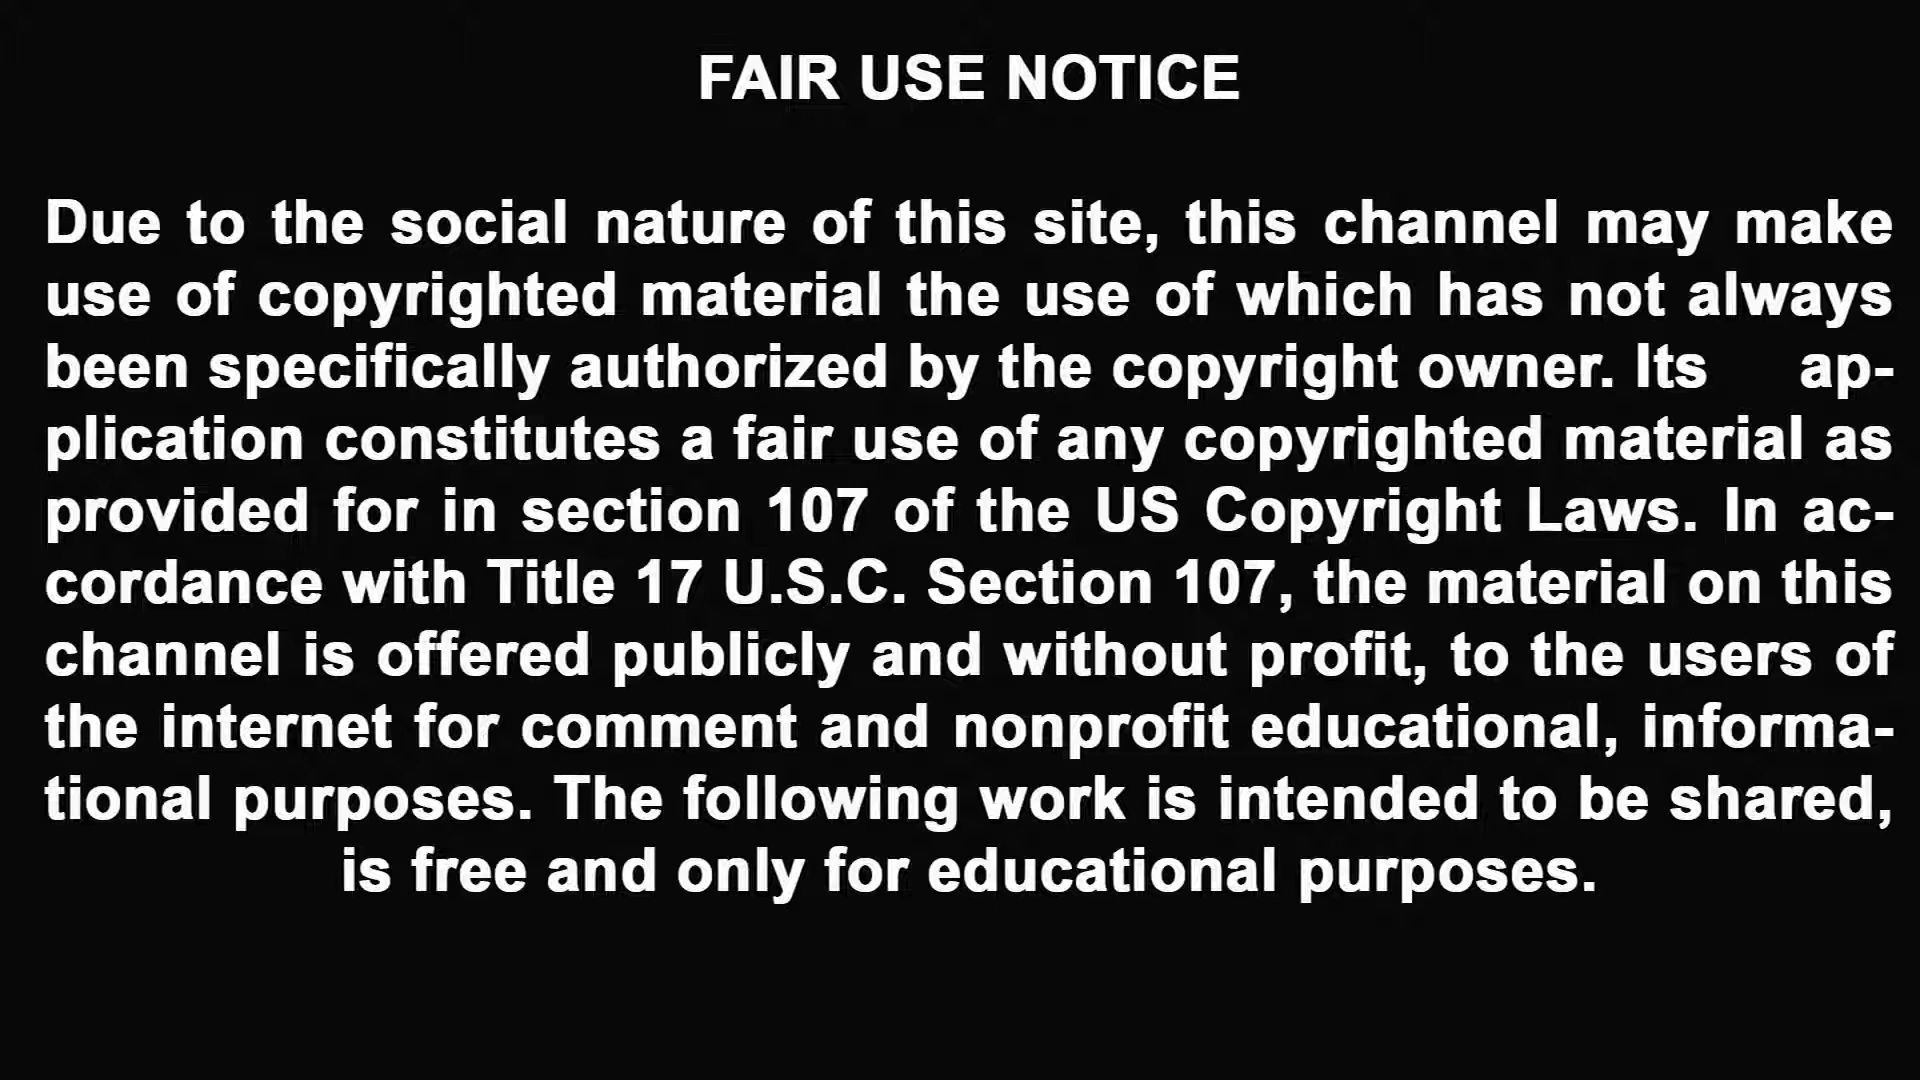 FAIR USE NOTICE
Due to the social nature of this site, this channel may make
use of copyrighted material the use of which has not always
been specifically authorized by the copyright owner. Its ap-
plication constitutes a fair use of any copyrighted material as
provided for in section 107 of the US Copyright Laws. In ac-
cordance with Title 17 U.S.C. Section 107, the material on this
channel is offered publicly and without profit, to the users of
the internet for comment and nonprofit educational, informa-
tional purposes. The following work is intended to be shared,
is free and only for educational purposes.